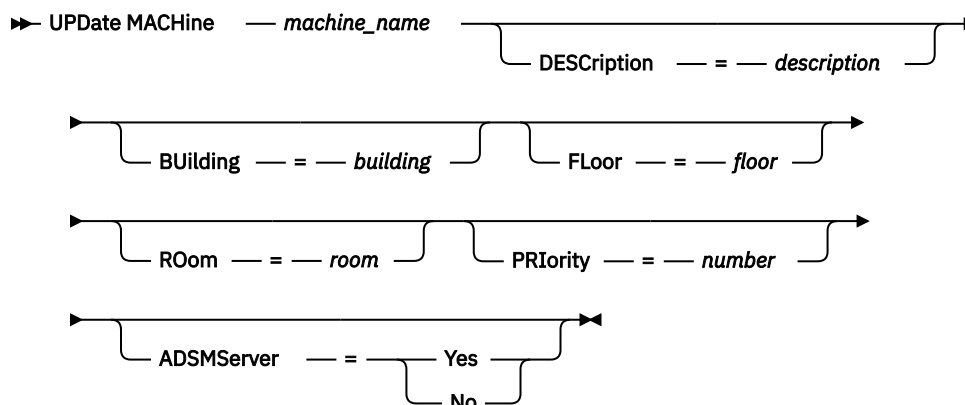 UPDate MACHine — machine_name
DESCription — = — description
BUilding — = — building
FLoor — = — floor
ROom — = — room
PRIority — = — number
ADSMServer — = — Yes
No